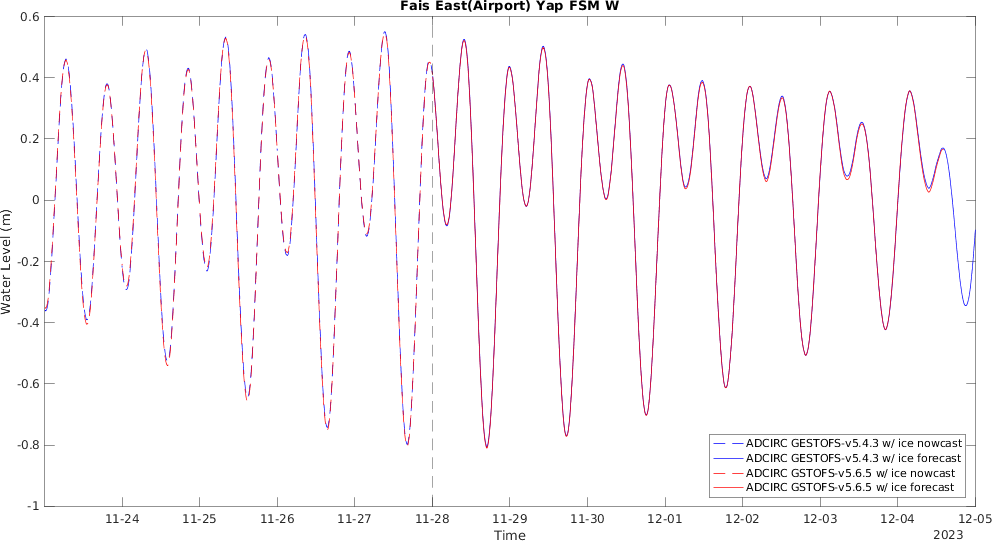 Fais East(Airport) Yap FSM W
0.6
0.4
0.2
0
-0.2
-0.4
-0.6
-0.8
-1
Water Level (m)
ADCIRC GESTOFS-v5.4.3 w/ ice nowcast
ADCIRC GESTOFS-v5.4.3 w/ ice forecast
ADCIRC GSTOFS-v5.6.5 w/ ice nowcast
ADCIRC GSTOFS-v5.6.5 w/ ice forecast
11-24 11-25 11-26 11-27 11-28 11-29 11-30 12-01 12-02 12-03 12-04 12-05
Time
2023